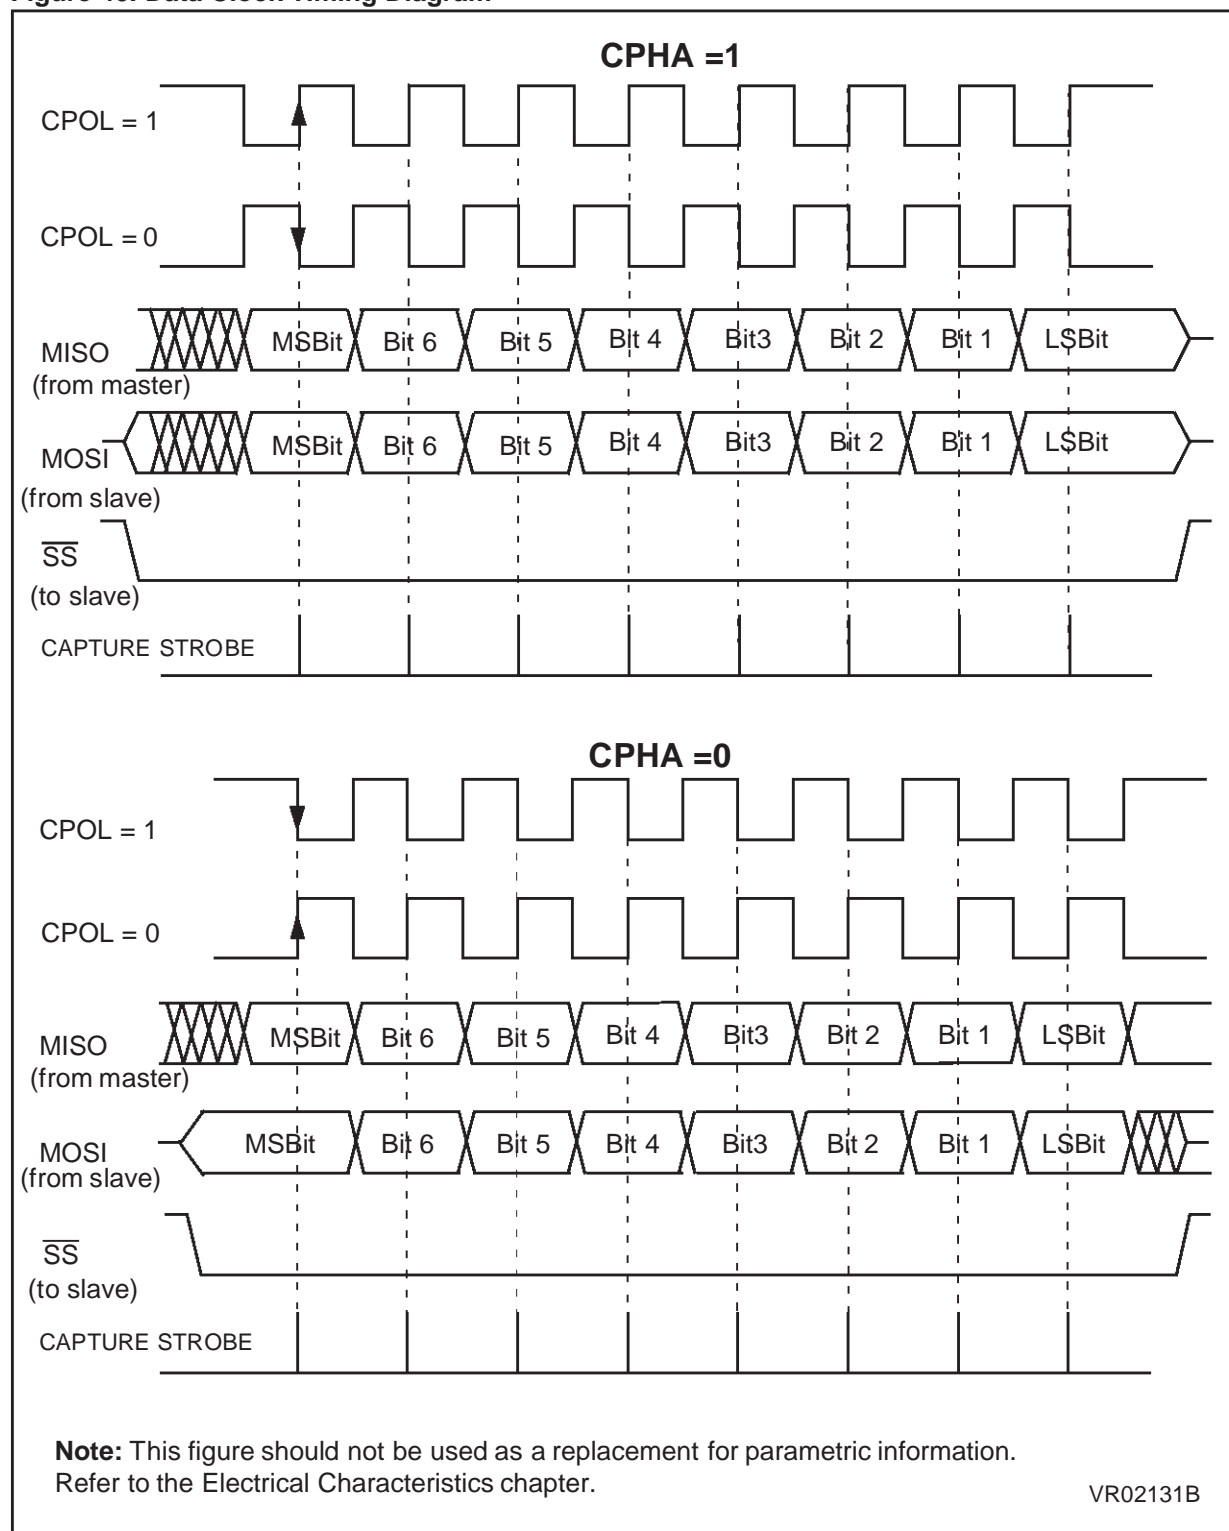 Figure 48. Data Clock Timing Diagram
CPHA =1
CPOL = 1
CPOL = 0
MISO
(from master)
MSBit Bit 6 Bit 5 Bit 4 Bit3 Bit 2 Bit 1 LSBit
MOSI
(from slave)
MSBit Bit 6 Bit 5 Bit 4 Bit3 Bit 2 Bit 1 LSBit
SS
(to slave)
CAPTURE STROBE
CPHA =0
CPOL = 1
CPOL = 0
MISO
(from master)
MSBit Bit 6 Bit 5 Bit 4 Bit3 Bit 2 Bit 1 LSBit
MOSI
(from slave)
MSBit Bit 6 Bit 5 Bit 4 Bit3 Bit 2 Bit 1 LSBit
SS
(to slave)
CAPTURE STROBE
Note: This figure should not be used as a replacement for parametric information.
Refer to the Electrical Characteristics chapter.
VR02131B